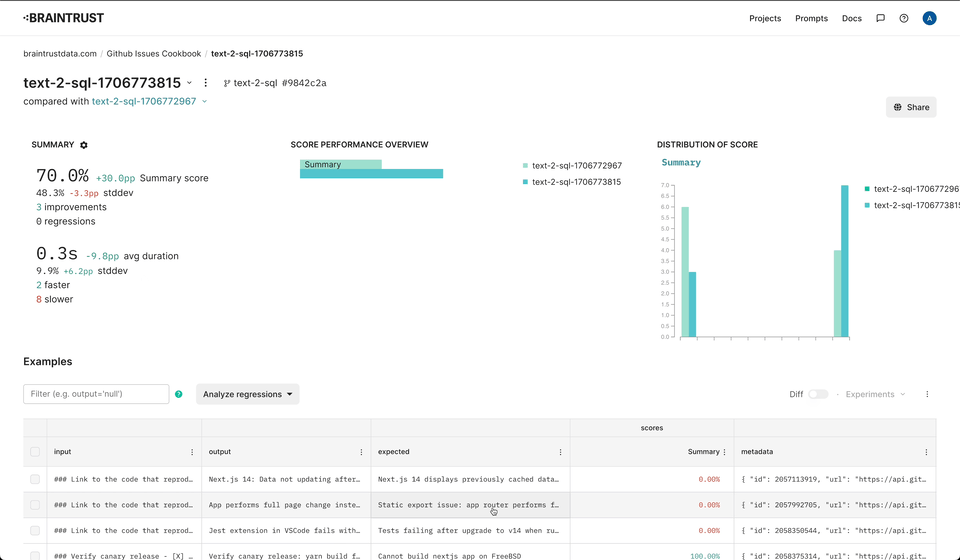 BRAINTRUST
Projects Prompts Docs A
braintrustdata.com / Github Issues Cookbook / text-2-sql-1706773815
text-2-sql-1706773815 text-2-sql #9842c2a
compared with text-2-sql-1706772967
Share
SUMMARY
70.0% +30.0pp Summary score
48.3% -3.3pp stddev
3 improvements
0 regressions
0.3s -9.8pp avg duration
9.9% +6.2pp stddev
2 faster
8 slower
SCORE PERFORMANCE OVERVIEW
Summary
text-2-sql-1706772967
text-2-sql-1706773815
DISTRIBUTION OF SCORE
Summary
7.0
6.5
6.0
5.5
5.0
4.5
4.0
3.5
3.0
2.5
2.0
1.5
1.0
0.5
0.0
text-2-sql-170677296
text-2-sql-170677381
Examples
Filter (e.g. output='null') ? Analyze regressions Diff Experiments
scores
input output expected Summary metadata
### Link to the code that reprod… Next.js 14: Data not updating after… Next.js 14 displays previously cached data… 0.00% { "id": 2057113919, "url": "https://api.git…
### Link to the code that reprod… App performs full page change inste… Static export issue: app router performs f… 0.00% { "id": 2057992705, "url": "https://api.git…
### Link to the code that reprod… Jest extension in VSCode fails with… Tests failing after upgrade to v14 when ru… 0.00% { "id": 2058350544, "url": "https://api.git…
### Verify canary release - [X] … Verify canary release: yarn build f… Cannot build nextjs app on FreeBSD 100.00% { "id": 2058375314, "url": "https://api.git…